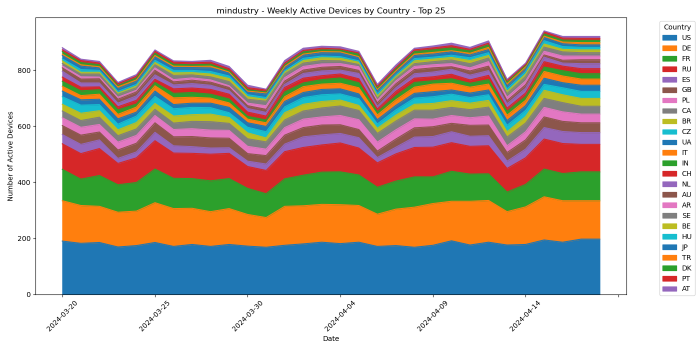 mindustry - Weekly Active Devices by Country - Top 25
Number of Active Devices
800
600
400
200
0
2024-03-20
2024-03-25
2024-03-30
2024-04-04
2024-04-09
2024-04-14
Date
Country
US
DE
FR
RU
ES
GB
PL
CA
BR
CZ
UA
IT
IN
CH
NL
AU
AR
SE
BE
HU
JP
TR
DK
PT
AT